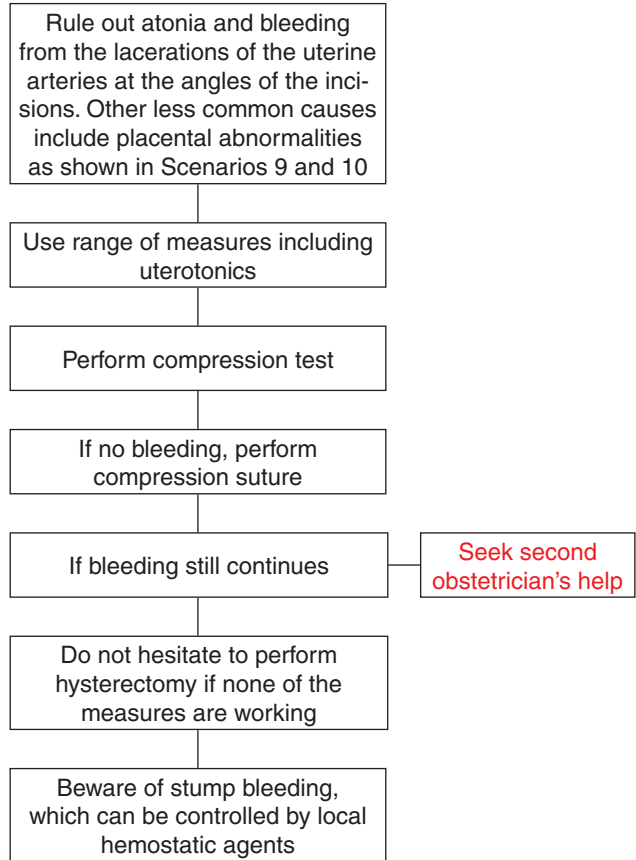 Rule out atonia and bleeding
from the lacerations of the uterine
arteries at the angles of the inci-
sions. Other less common causes
include placental abnormalities
as shown in Scenarios 9 and 10
Use range of measures including
uterotonics
Perform compression test
If no bleeding, perform
compression suture
If bleeding still continues
Seek second
obstetrician's help
Do not hesitate to perform
hysterectomy if none of the
measures are working
Beware of stump bleeding,
which can be controlled by local
hemostatic agents